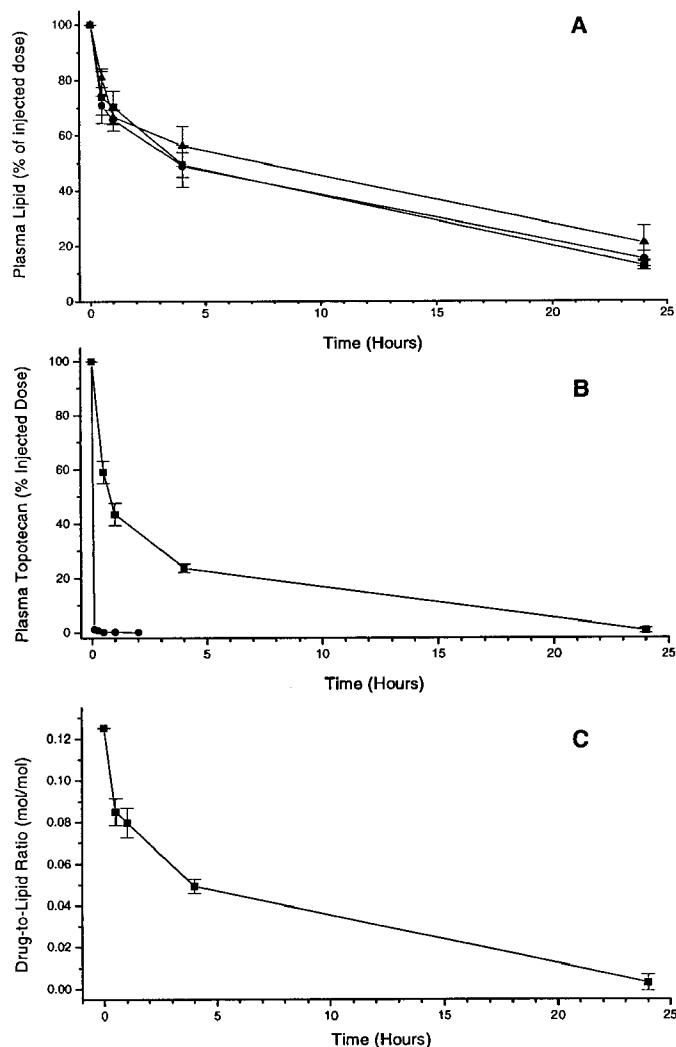 A
Plasma Lipid (% of injected dose)
100
80
60
40
20
0
0 5 10 15 20 25
Time (Hours)
B
Plasma Topotecan (% Injected Dose)
100
80
60
40
20
0
0 5 10 15 20 25
Time (Hours)
C
Drug-to-Lipid Ratio (mol/mol)
0.12
0.10
0.08
0.06
0.04
0.02
0.00
0 5 10 15 20 25
Time (Hours)